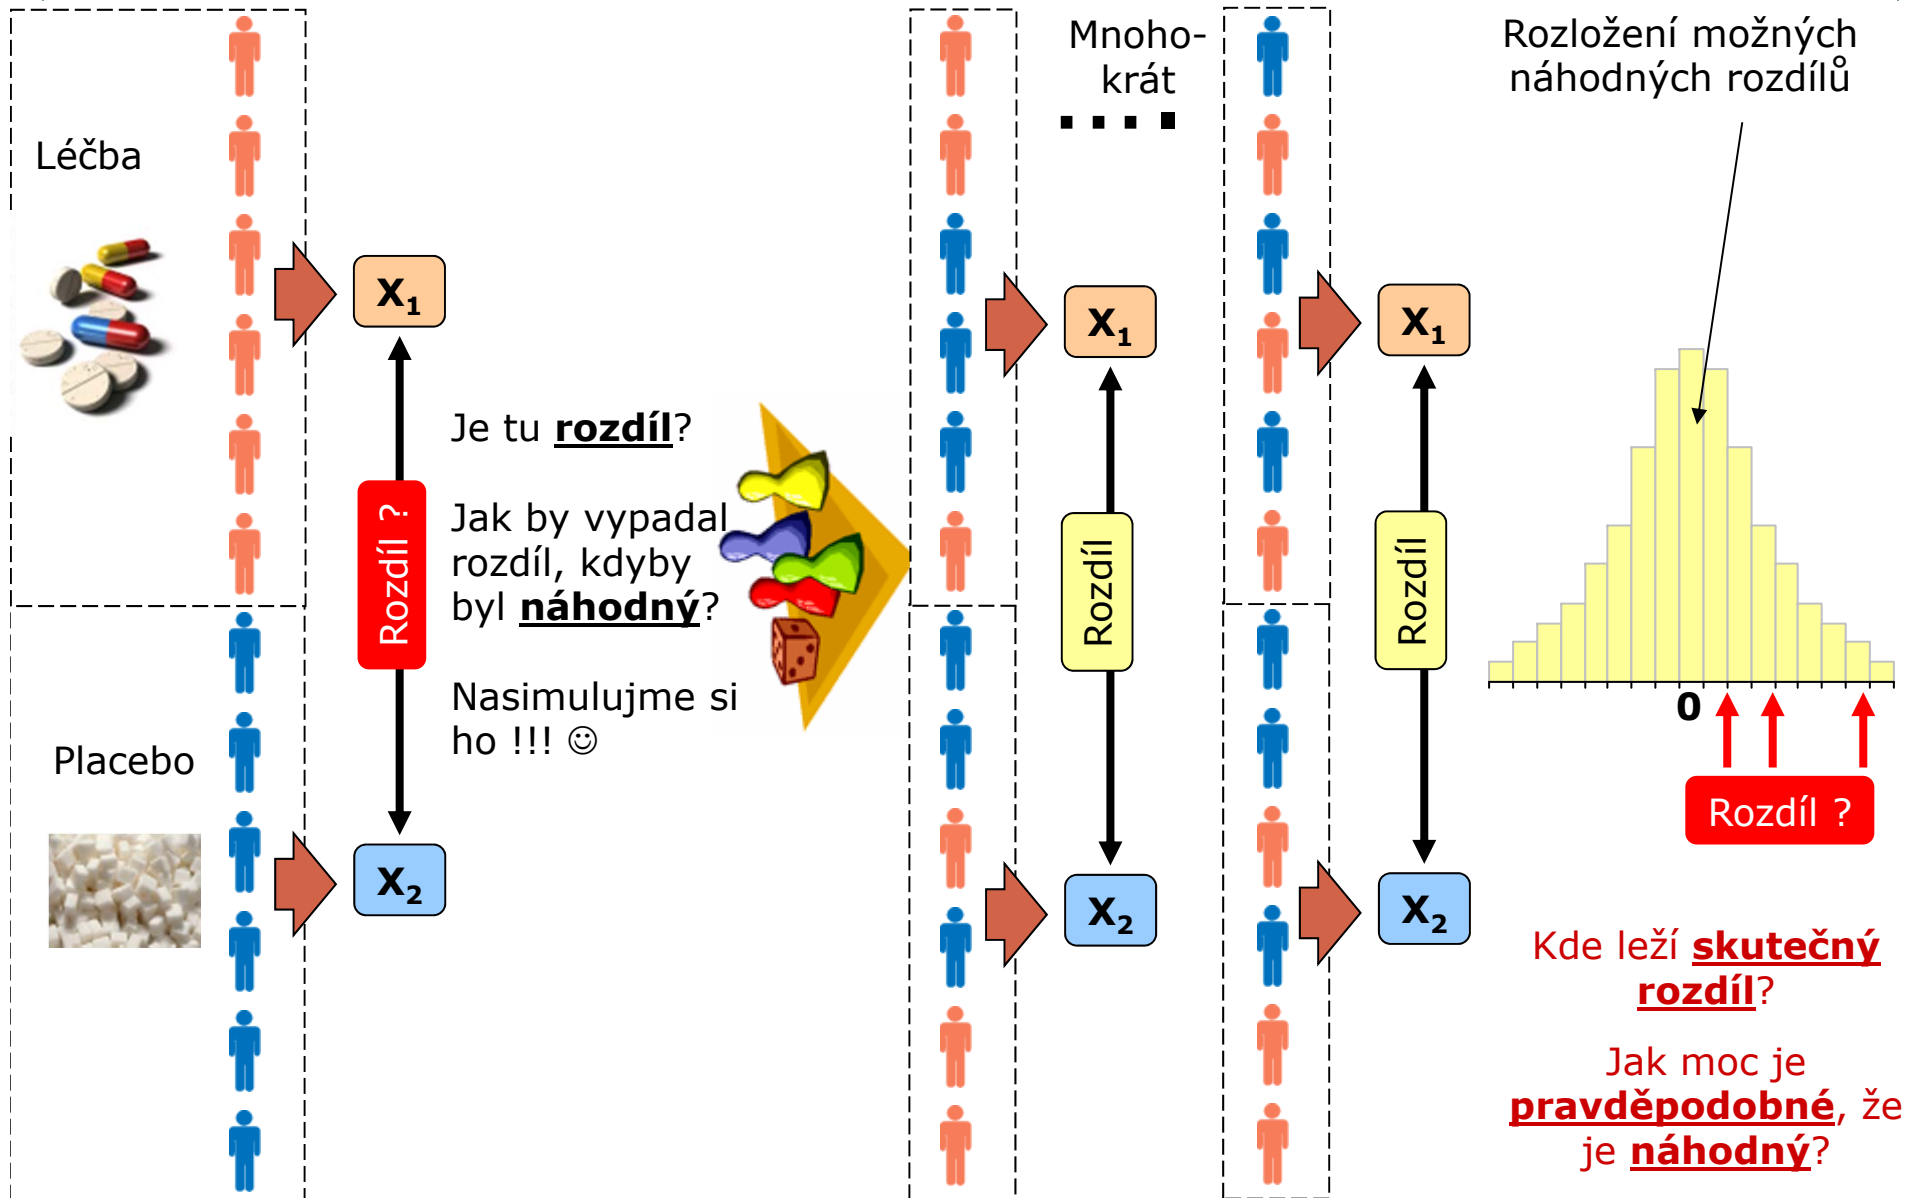 Léčba
Placebo
X1
Rozdíl ?
X2
Je tu rozdíl?
Jak by vypadal
rozdíl, kdyby
byl náhodný?
Nasimulujme si
ho !!! ☺
Mnoho-
krát
X1
Rozdíl
X2
X1
Rozdíl
X2
Rozložení možných
náhodných rozdílů
0
Rozdíl ?
Kde leží skutečný
rozdíl?
Jak moc je
pravděpodobné, že
je náhodný?